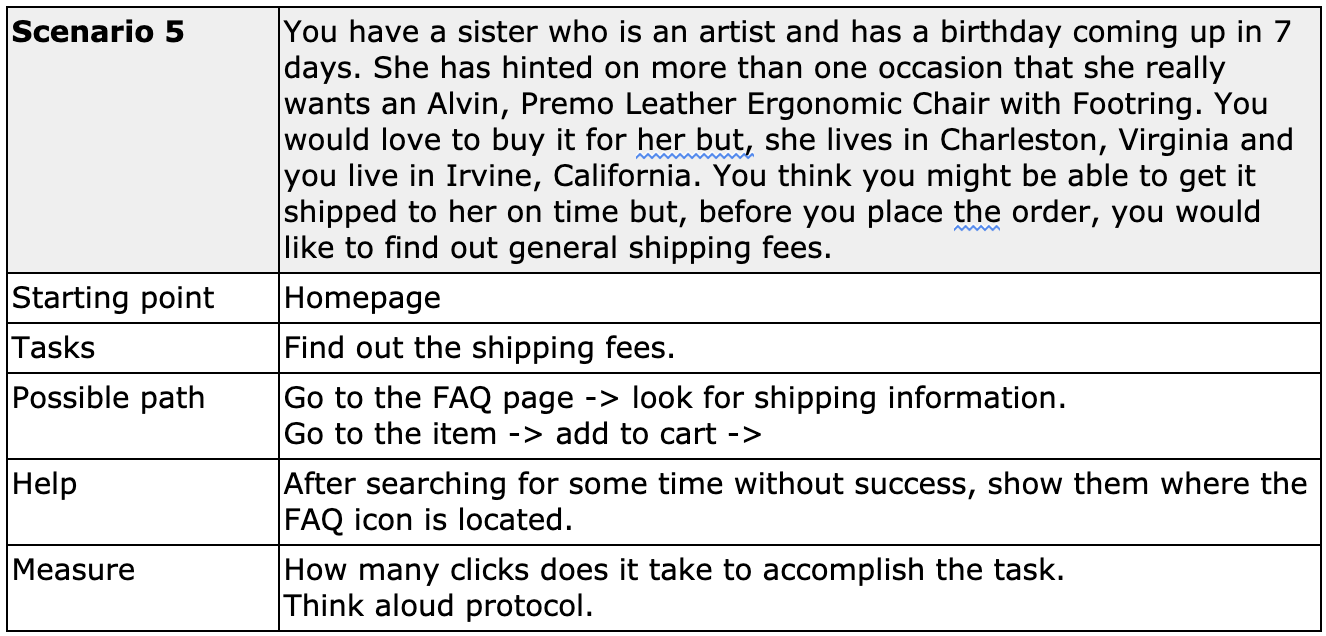 Scenario 5
You have a sister who is an artist and has a birthday coming up in 7
days. She has hinted on more than one occasion that she really
wants an Alvin, Premo Leather Ergonomic Chair with Footring. You
would love to buy it for her but, she lives in Charleston, Virginia and
you live in Irvine, California. You think you might be able to get it
shipped to her on time but, before you place the order, you would
like to find out general shipping fees.
Starting point
Homepage
Tasks
Find out the shipping fees.
Possible path
Go to the FAQ page -> look for shipping information.
Go to the item -> add to cart ->
Help
After searching for some time without success, show them where the
FAQ icon is located.
Measure
How many clicks does it take to accomplish the task.
Think aloud protocol.